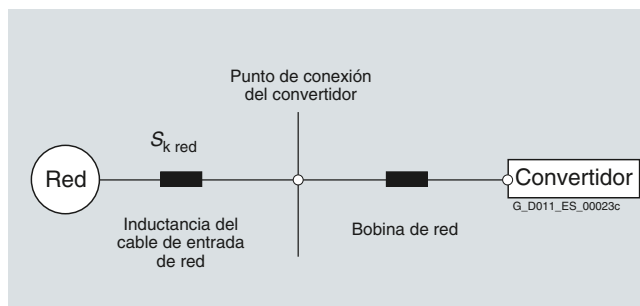 Punto de conexión
del convertidor
Sk red
Red
Convertidor
G_D011_ES_00023c
Inductancia del
cable de entrada
de red
Bobina de red